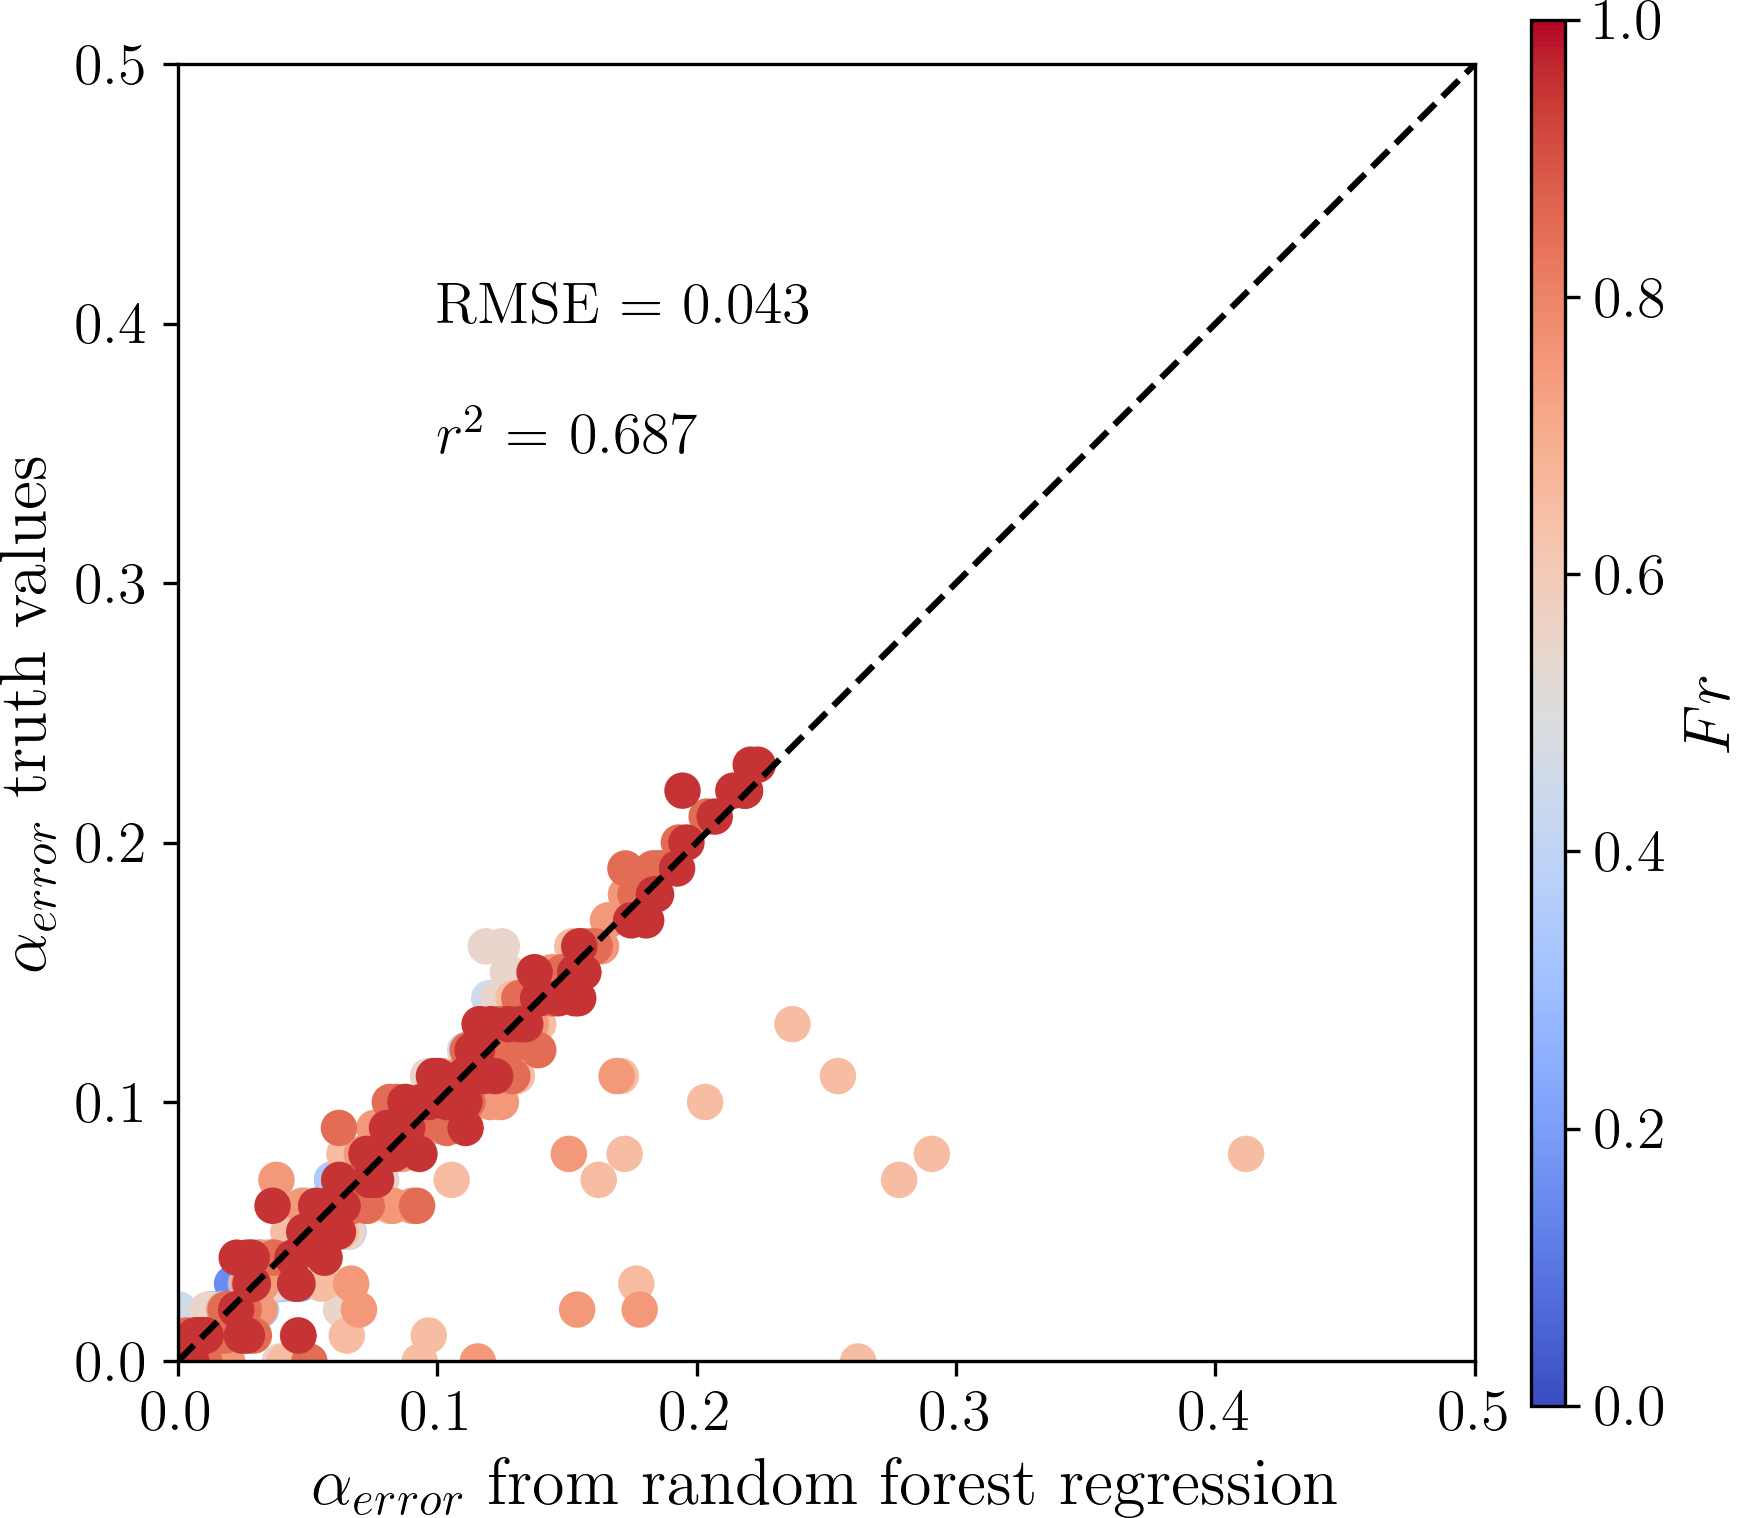 1.0
0.5
RMSE = 0.043
0.4
0.8
r² = 0.687
0.3
0.6
α_error truth values
Fr
0.2
0.4
0.1
0.2
0.0
0.0
0.0 0.1 0.2 0.3 0.4 0.5
α_error from random forest regression